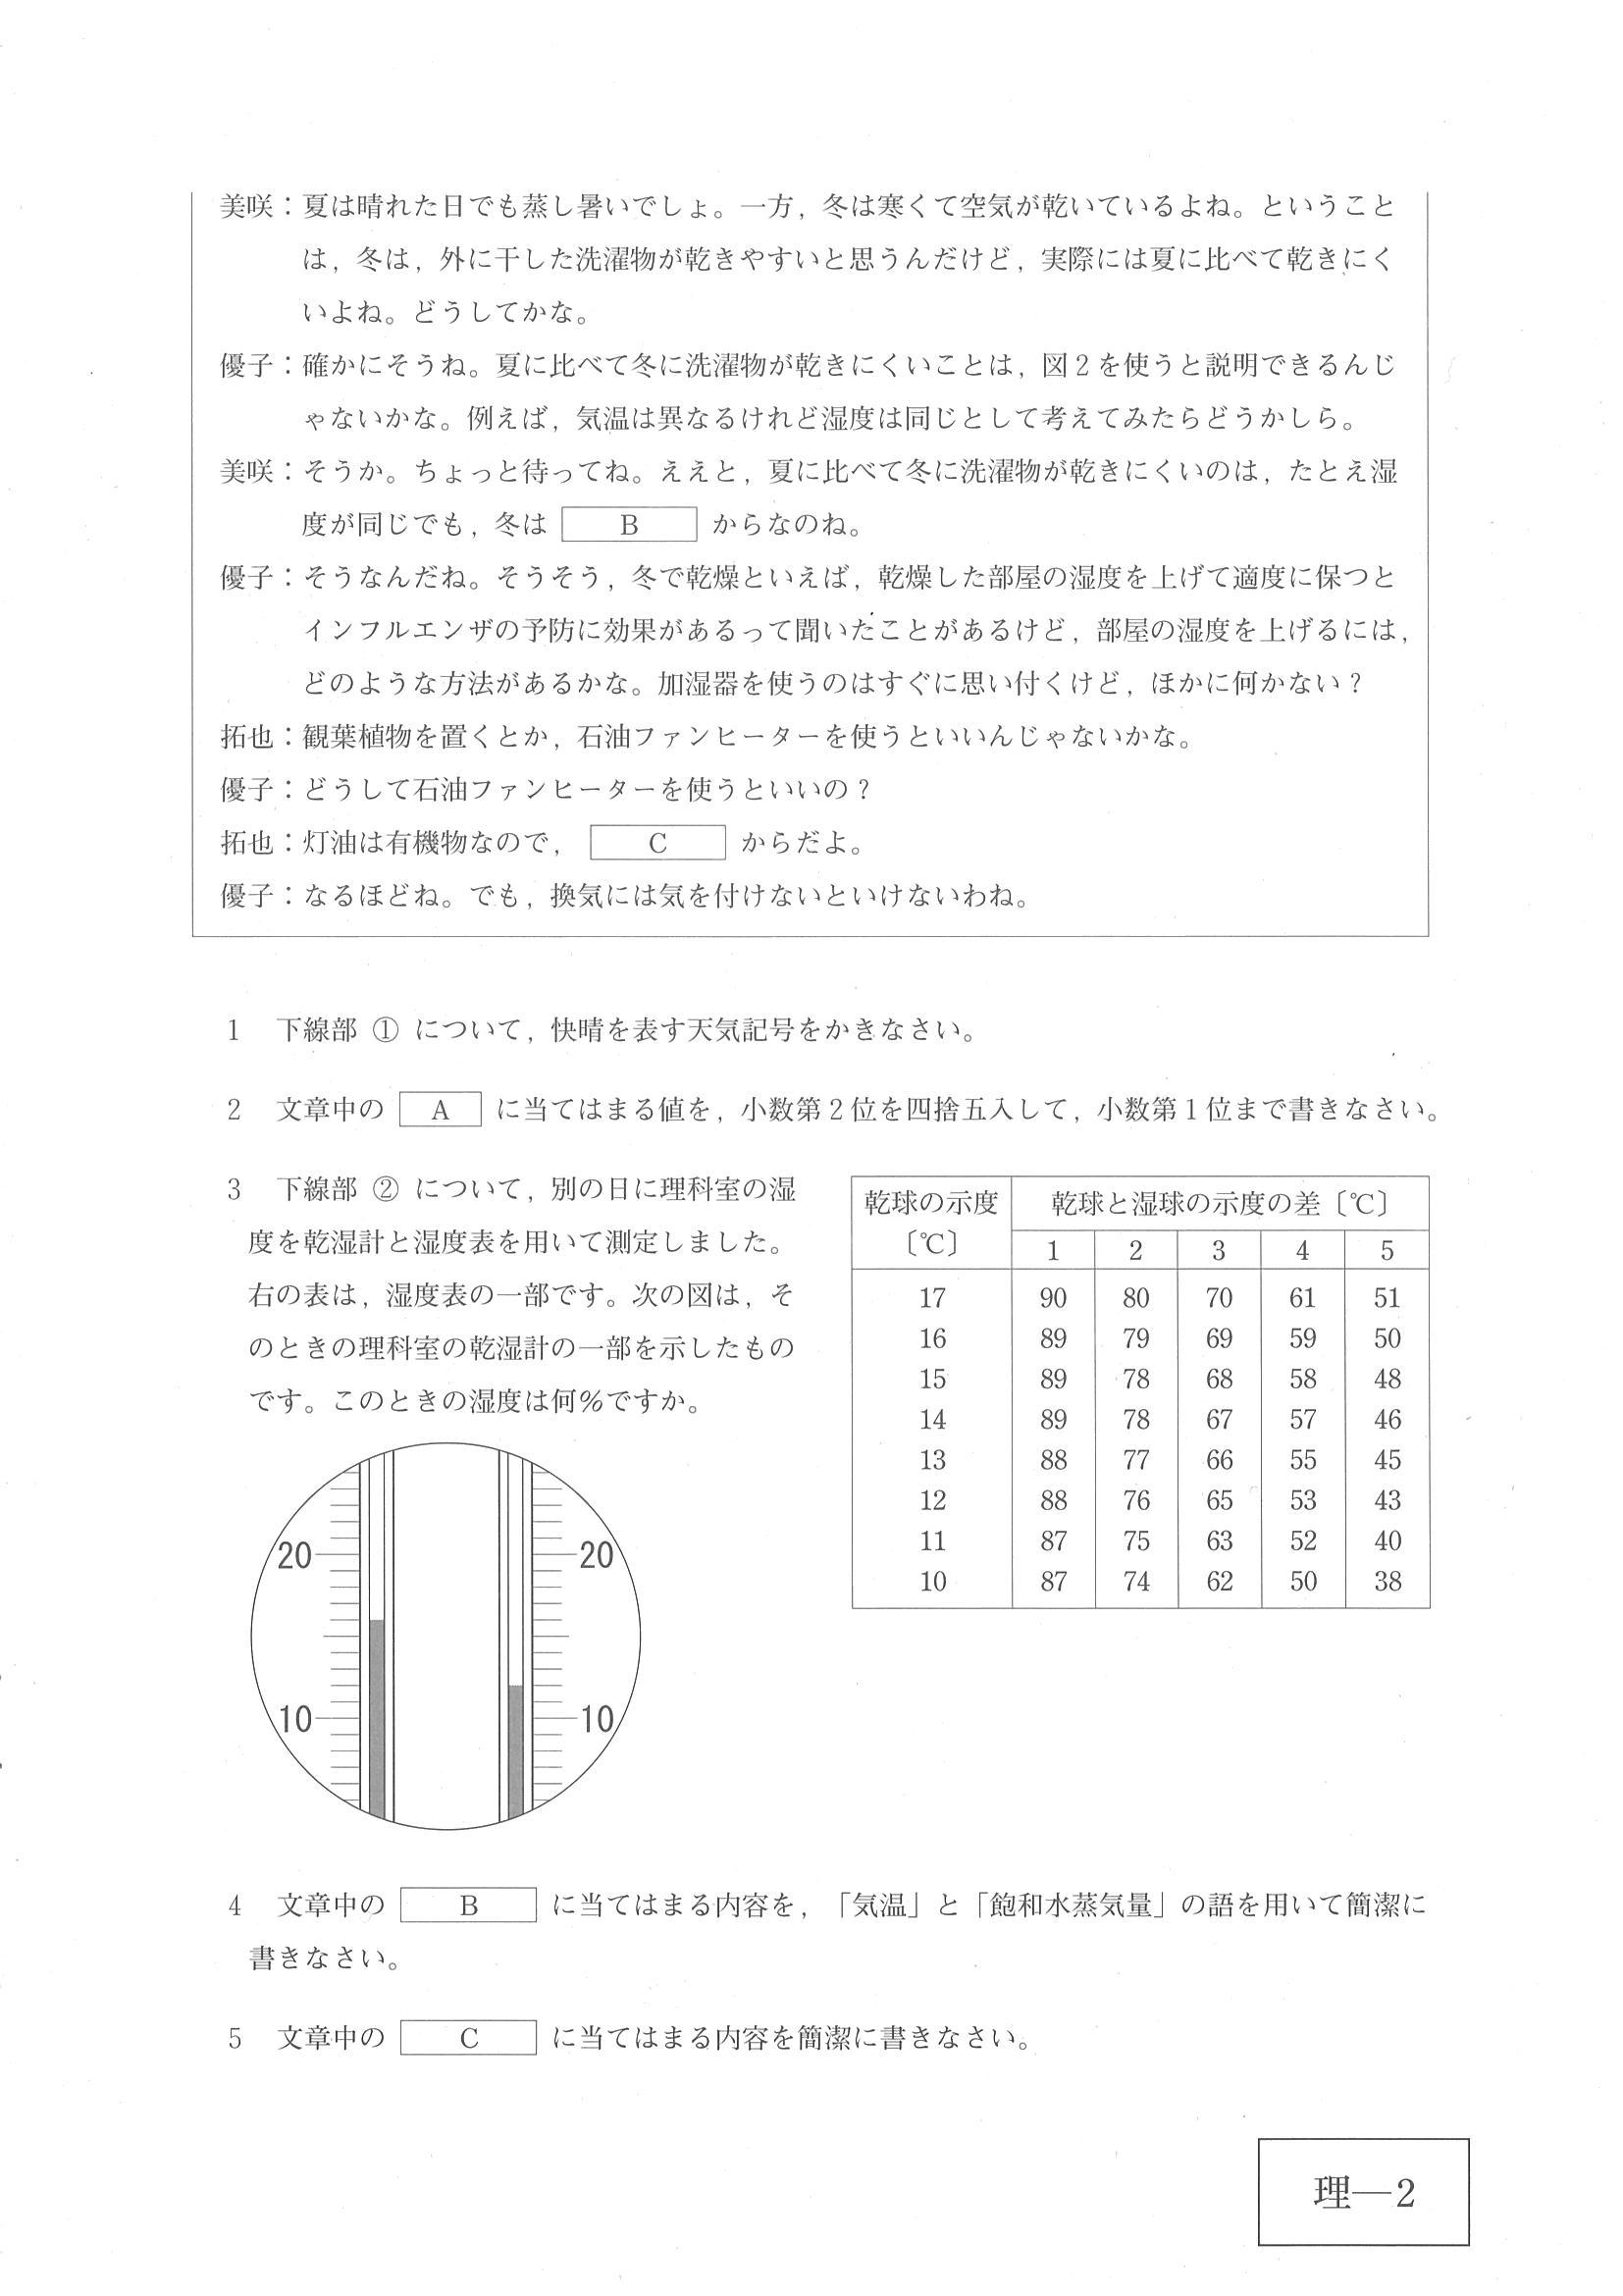 美咲：夏は晴れた日でも蒸し暑いでしょ。一方，冬は寒くて空気が乾いているよね。ということ
は，冬は，外に干した洗濯物が乾きやすいと思うんだけど，実際には夏に比べて乾きにく
いよね。どうしてかな。
優子：確かにそうね。夏に比べて冬に洗濯物が乾きにくいことは，図２を使うと説明できるんじ
ゃないかな。例えば，気温は異なるけれど湿度は同じとして考えてみたらどうかしら。
美咲：そうか。ちょっと待ってね。ええと，夏に比べて冬に洗濯物が乾きにくいのは，たとえ湿
度が同じでも，冬は B からなのね。
優子：そうなんだね。そうそう，冬で乾燥といえば，乾燥した部屋の湿度を上げて適度に保つと
インフルエンザの予防に効果があるって聞いたことがあるけど，部屋の湿度を上げるには，
どのような方法があるかな。加湿器を使うのはすぐに思い付くけど，ほかに何かない？
拓也：観葉植物を置くとか，石油ファンヒーターを使うといいんじゃないかな。
優子：どうして石油ファンヒーターを使うといいの？
拓也：灯油は有機物なので， C からだよ。
優子：なるほどね。でも，換気には気を付けないといけないわね。
1 下線部 ① について，快晴を表す天気記号をかきなさい。
2 文章中の A に当てはまる値を，小数第２位を四捨五入して，小数第１位まで書きなさい。
3 下線部 ② について，別の日に理科室の湿
度を乾湿計と湿度表を用いて測定しました。
右の表は，湿度表の一部です。次の図は，そ
のときの理科室の乾湿計の一部を示したもの
です。このときの湿度は何％ですか。
乾球の示度〔℃〕 乾球と湿球の示度の差〔℃〕
1 2 3 4 5
17 90 80 70 61 51
16 89 79 69 59 50
15 89 78 68 58 48
14 89 78 67 57 46
13 88 77 66 55 45
12 88 76 65 53 43
11 87 75 63 52 40
10 87 74 62 50 38
20 20
10 10
4 文章中の B に当てはまる内容を，「気温」と「飽和水蒸気量」の語を用いて簡潔に
書きなさい。
5 文章中の C に当てはまる内容を簡潔に書きなさい。
理―2